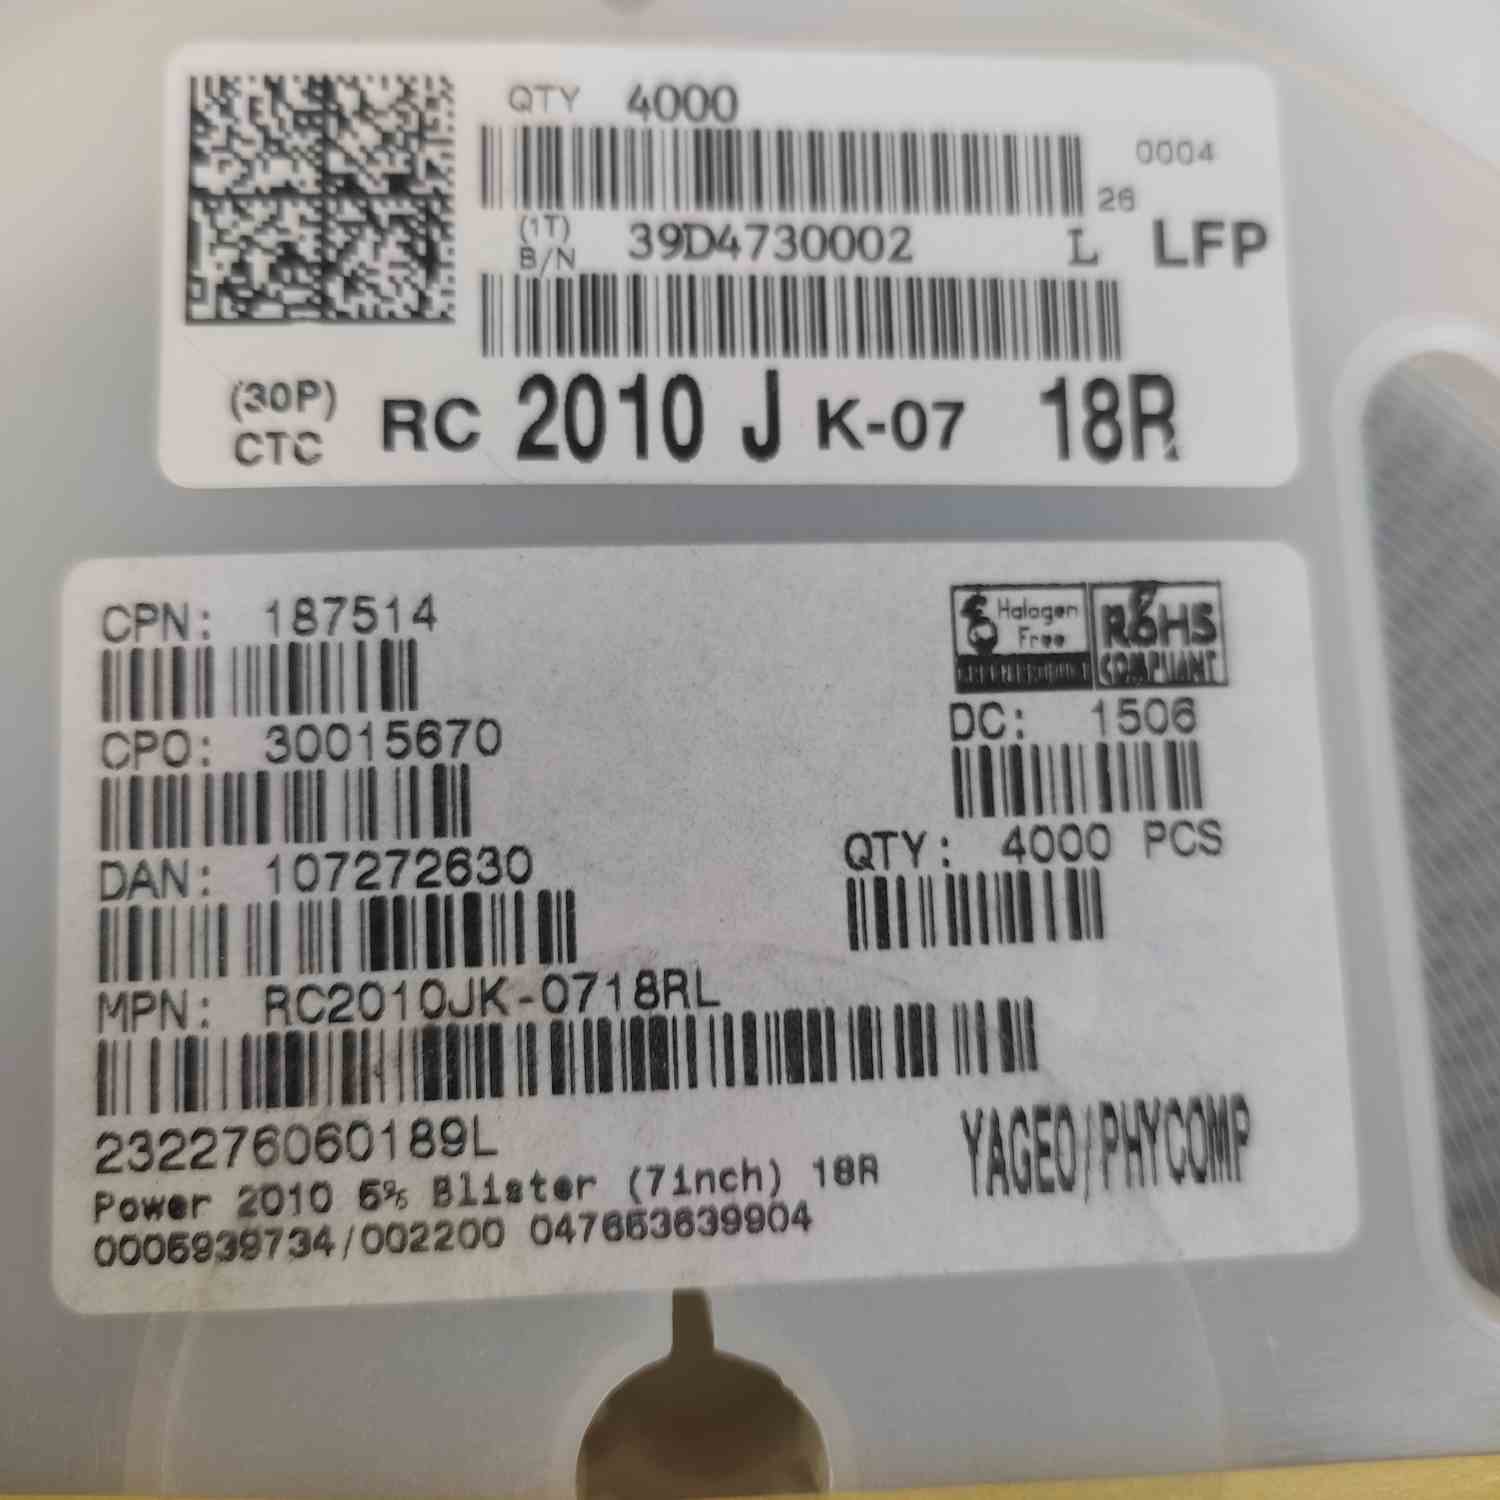 QTY 4000
0004
26
(1T)
B/N 39D4730002 L LFP
(30P)
CTC RC 2010 J K-07 18R
CPN: 187514
Halogen
Free
RoHS
COMPLIANT
CPO: 30015670
DC: 1506
DAN: 107272630
QTY: 4000 PCS
MPN: RC2010JK-0718RL
232276060189L
YAGEO/PHYCOMP
Power 2010 5% Blister (7inch) 18R
0005939734/002200 047653639904